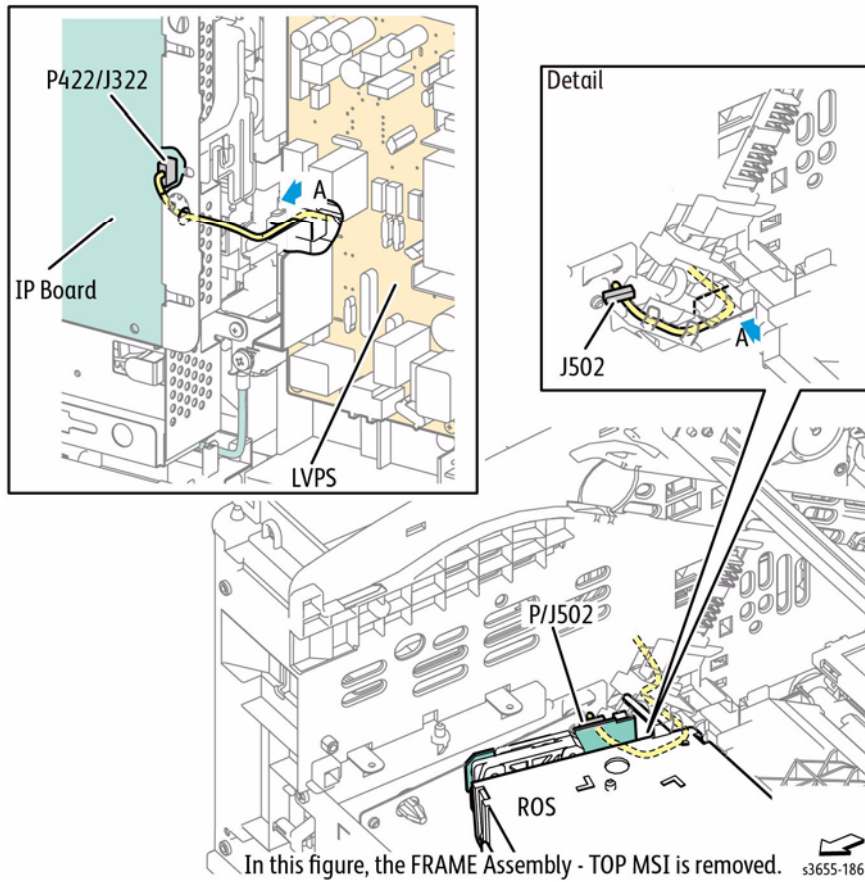 P422/J322
A
IP Board
LVPS
Detail
J502
A
P/J502
ROS
In this figure, the FRAME Assembly - TOP MSI is removed.
s3655-186